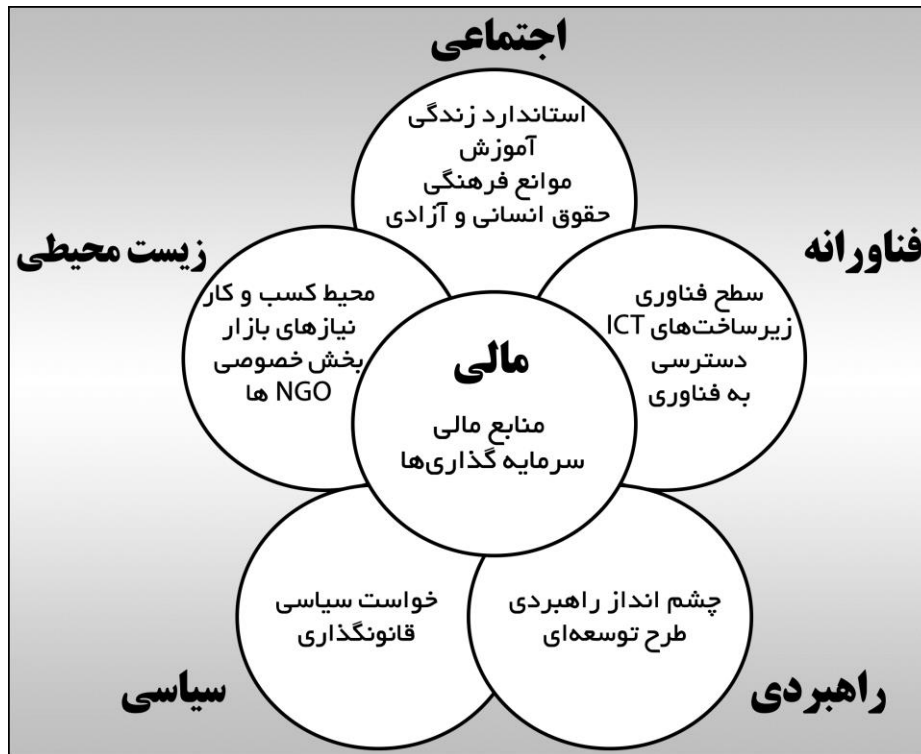 اجتماعی
استاندارد زندگی
آموزش
موانع فرهنگی
حقوق انسانی و آزادی
فناورانه
سطح فناوری
زیرساخت‌های ICT
دسترسی
به فناوری
زیست محیطی
محیط کسب و کار
نیازهای بازار
بخش خصوصی
NGO ها
مالی
منابع مالی
سرمایه گذاری‌ها
چشم انداز راهبردی
طرح توسعه‌ای
راهبردی
خواست سیاسی
قانونگذاری
سیاسی